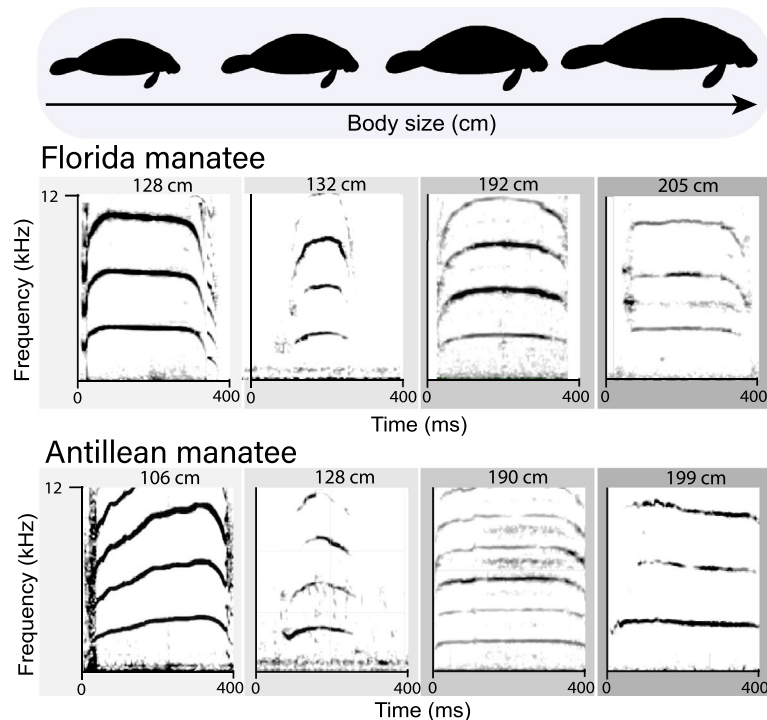 Body size (cm)
Florida manatee
128 cm 132 cm 192 cm 205 cm
12
Frequency (kHz)
0 400 0 400 0 400 0 400
Time (ms)
Antillean manatee
106 cm 128 cm 190 cm 199 cm
12
Frequency (kHz)
0 400 0 400 0 400 0 400
Time (ms)